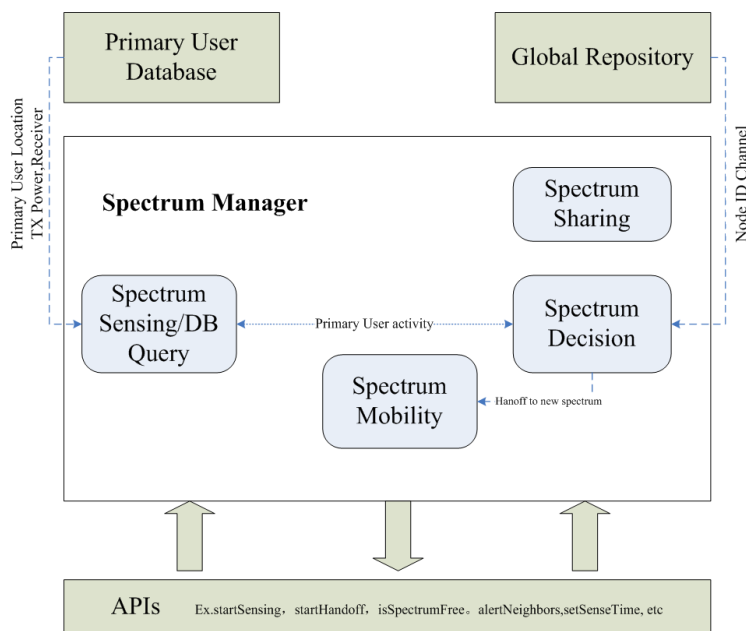 Primary User
Database
Global Repository
Primary User Location
TX Power,Receiver
Node ID Channel
Spectrum Manager
Spectrum
Sharing
Spectrum
Sensing/DB
Query
Primary User activity
Spectrum
Decision
Spectrum
Mobility
Hanoff to new spectrum
APIs
Ex.startSensing，startHandoff，isSpectrumFree。alertNeighbors,setSenseTime, etc